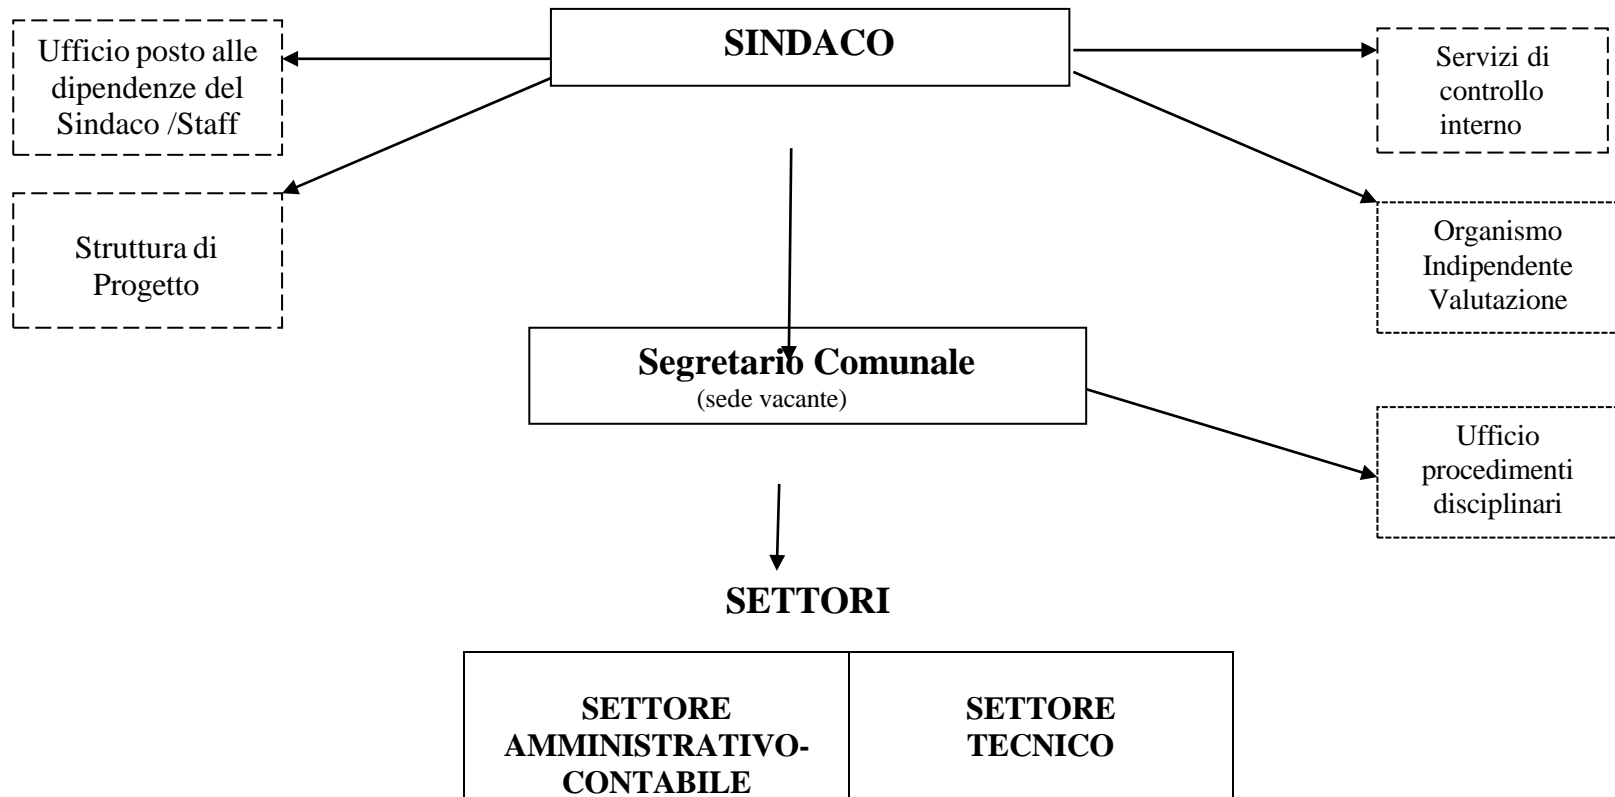 SINDACO
Ufficio posto alle
dipendenze del
Sindaco /Staff
Servizi di
controllo
interno
Struttura di
Progetto
Organismo
Indipendente
Valutazione
Segretario Comunale
(sede vacante)
Ufficio
procedimenti
disciplinari
SETTORI
SETTORE
AMMINISTRATIVO-
CONTABILE
SETTORE
TECNICO